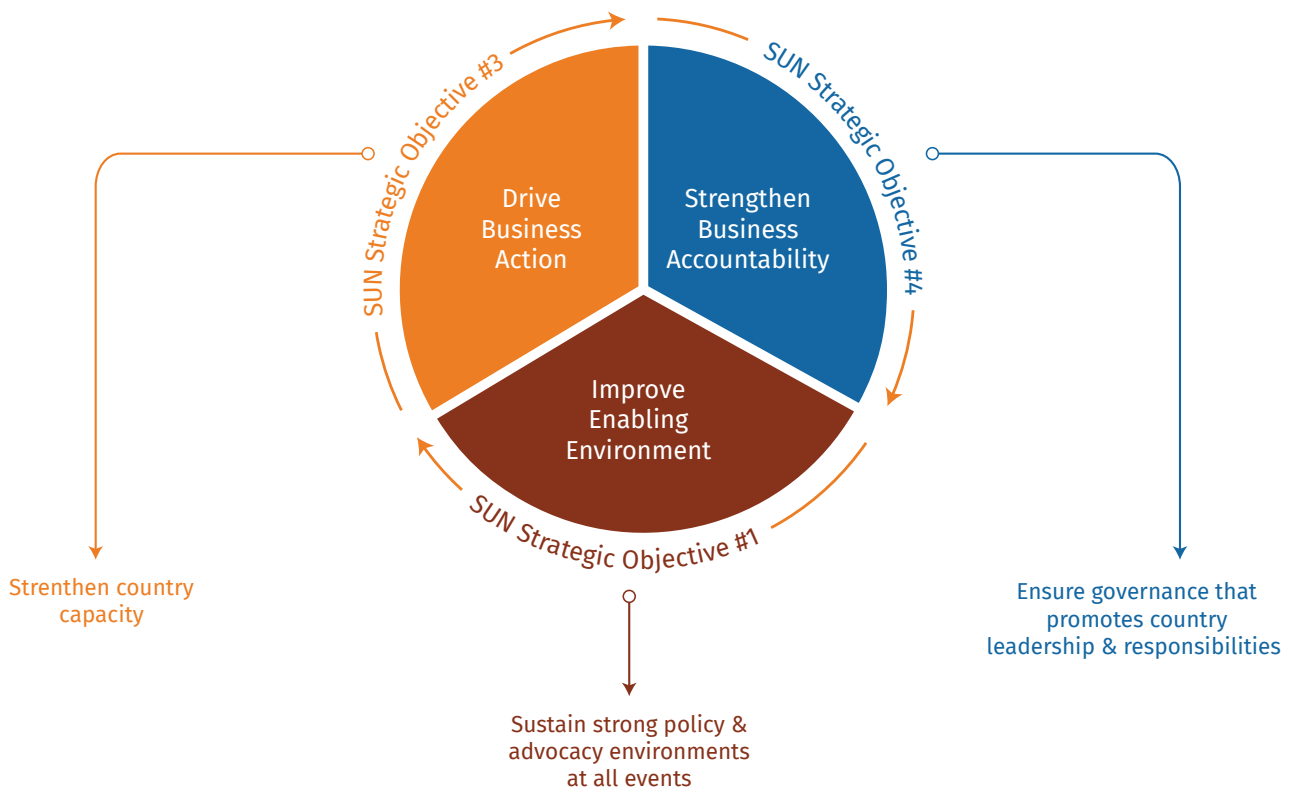 SUN Strategic Objective #3
SUN Strategic Objective #4
Drive
Business
Action
Strengthen
Business
Accountability
Improve
Enabling
Environment
SUN Strategic Objective #1
Strenthen country
capacity
Ensure governance that
promotes country
leadership & responsibilities
Sustain strong policy &
advocacy environments
at all events